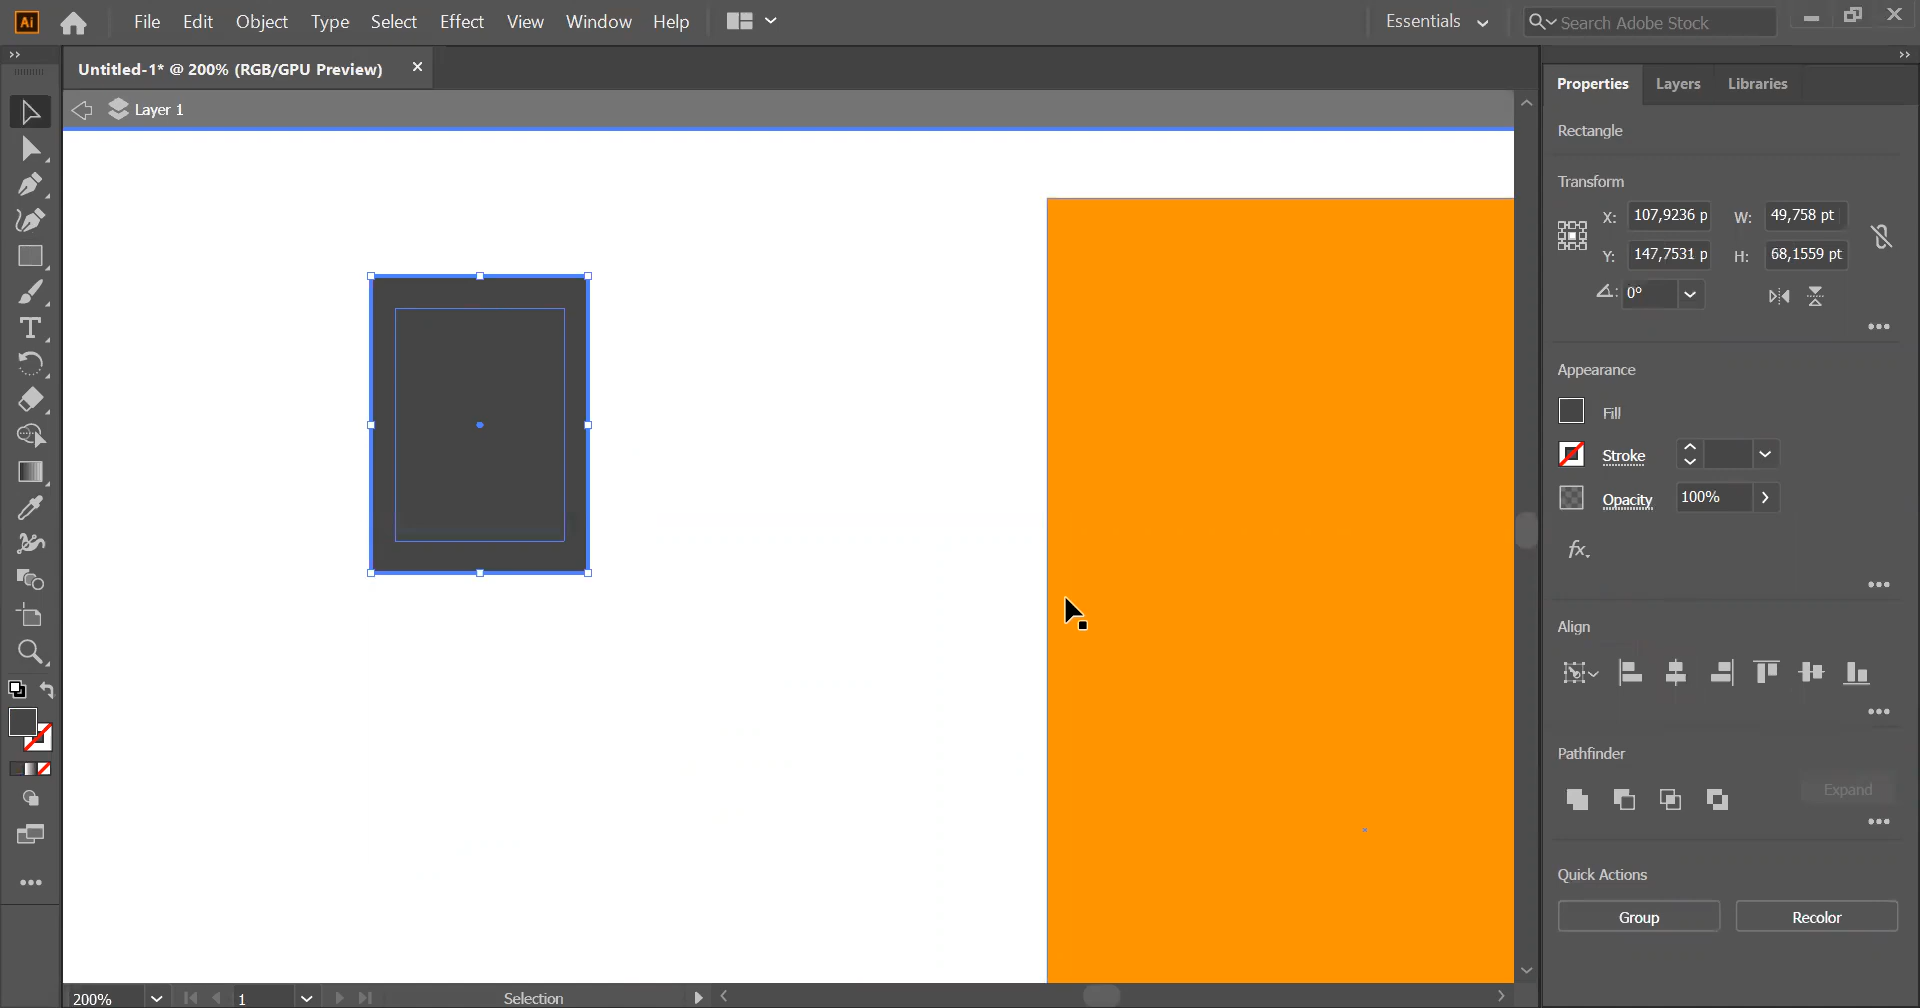 Ai File Edit Object Type Select Effect View Window Help Essentials Search Adobe Stock
Untitled-1* @ 200% (RGB/GPU Preview)
Layer 1
Properties Layers Libraries
Rectangle
Transform
X: 107,9236 p W: 49,758 pt
Y: 147,7531 p H: 68,1559 pt
0°
Appearance
Fill
Stroke
Opacity 100%
fx.
Align
Pathfinder
Expand
Quick Actions
Group Recolor
200% 1 Selection